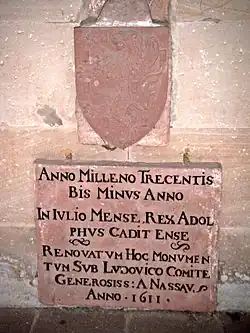 ANNO MILLENO TRECENTIS
BIS MINVS ANNO
IN IVLIO MENSE, REX ADOL
PHVS CADIT ENSE
RENOVATVM HOC MONVMEN
TVM SVB LVDOVICO COMITE
GENEROSISS: A NASSAV.
ANNO. 1611.